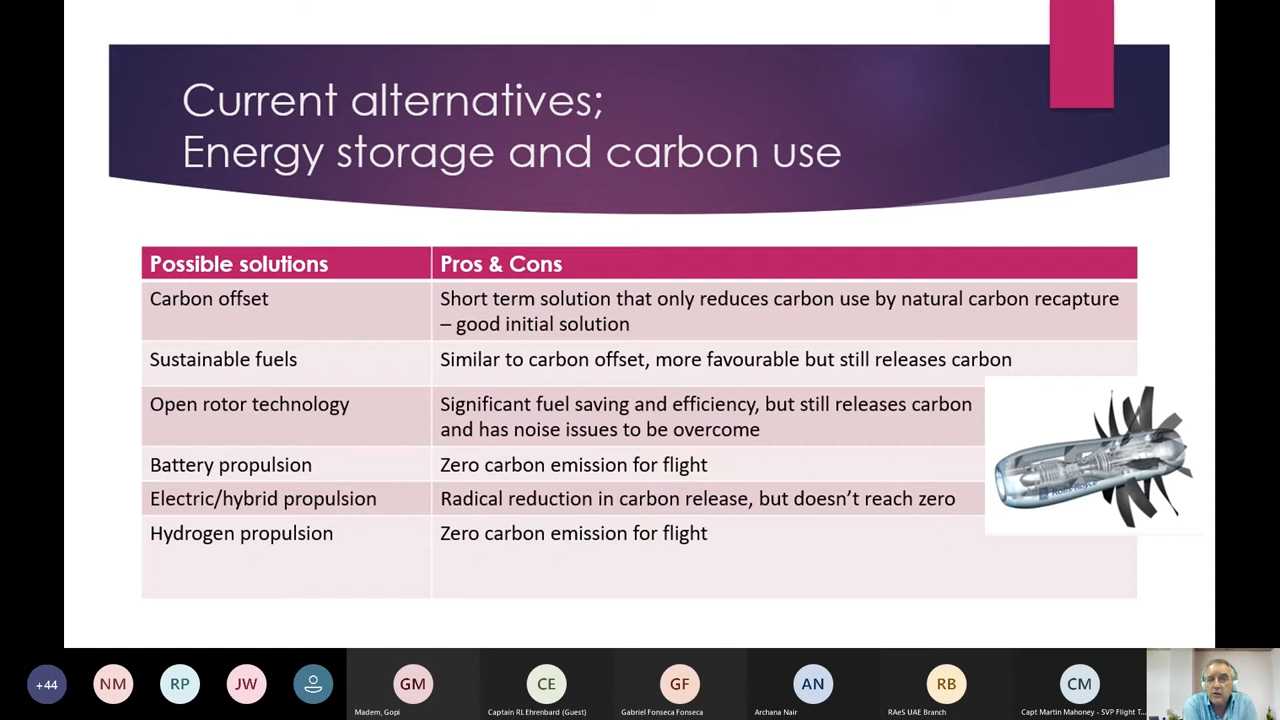 Current alternatives;
Energy storage and carbon use
Possible solutions
Pros & Cons
Carbon offset
Short term solution that only reduces carbon use by natural carbon recapture
– good initial solution
Sustainable fuels
Similar to carbon offset, more favourable but still releases carbon
Open rotor technology
Significant fuel saving and efficiency, but still releases carbon
and has noise issues to be overcome
Battery propulsion
Zero carbon emission for flight
Electric/hybrid propulsion
Radical reduction in carbon release, but doesn't reach zero
Hydrogen propulsion
Zero carbon emission for flight
+44
NM
RP
JW
GM
CE
GF
AN
RB
CM
Madem, Gopi
Captain RL Ehrenbard (Guest)
Gabriel Fonseca Fonseca
Archana Nair
RAeS UAE Branch
Capt Martin Mahoney - SVP Flight T...